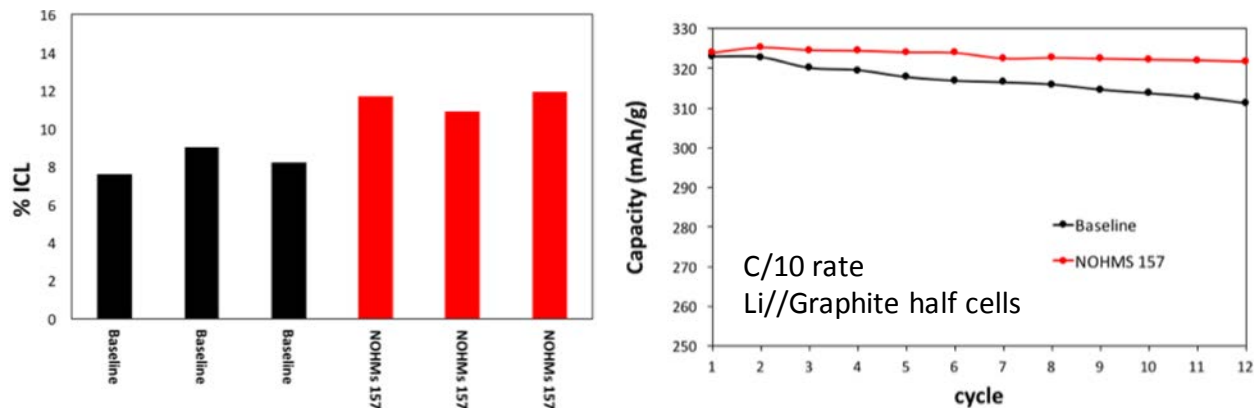 % ICL
16
14
12
10
8
6
4
2
0
Baseline
Baseline
Baseline
NOHMs 157
NOHMs 157
NOHMs 157
Capacity (mAh/g)
330
320
310
300
290
280
270
260
250
Baseline
NOHMS 157
C/10 rate
Li//Graphite half cells
1 2 3 4 5 6 7 8 9 10 11 12
cycle